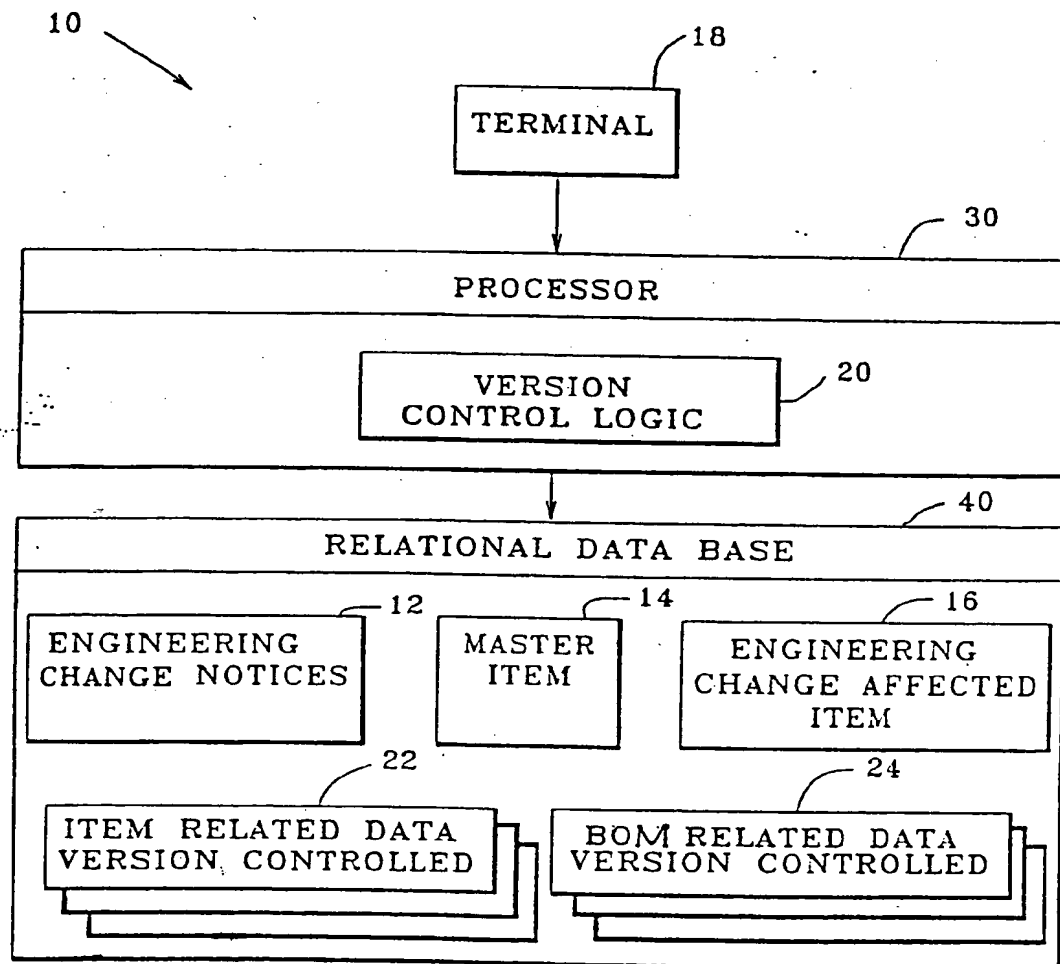 10
18
TERMINAL
30
PROCESSOR
VERSION
CONTROL LOGIC
20
40
RELATIONAL DATA BASE
12
14
16
ENGINEERING
CHANGE NOTICES
MASTER
ITEM
ENGINEERING
CHANGE AFFECTED
ITEM
22
24
ITEM RELATED DATA
VERSION CONTROLLED
BOM RELATED DATA
VERSION CONTROLLED